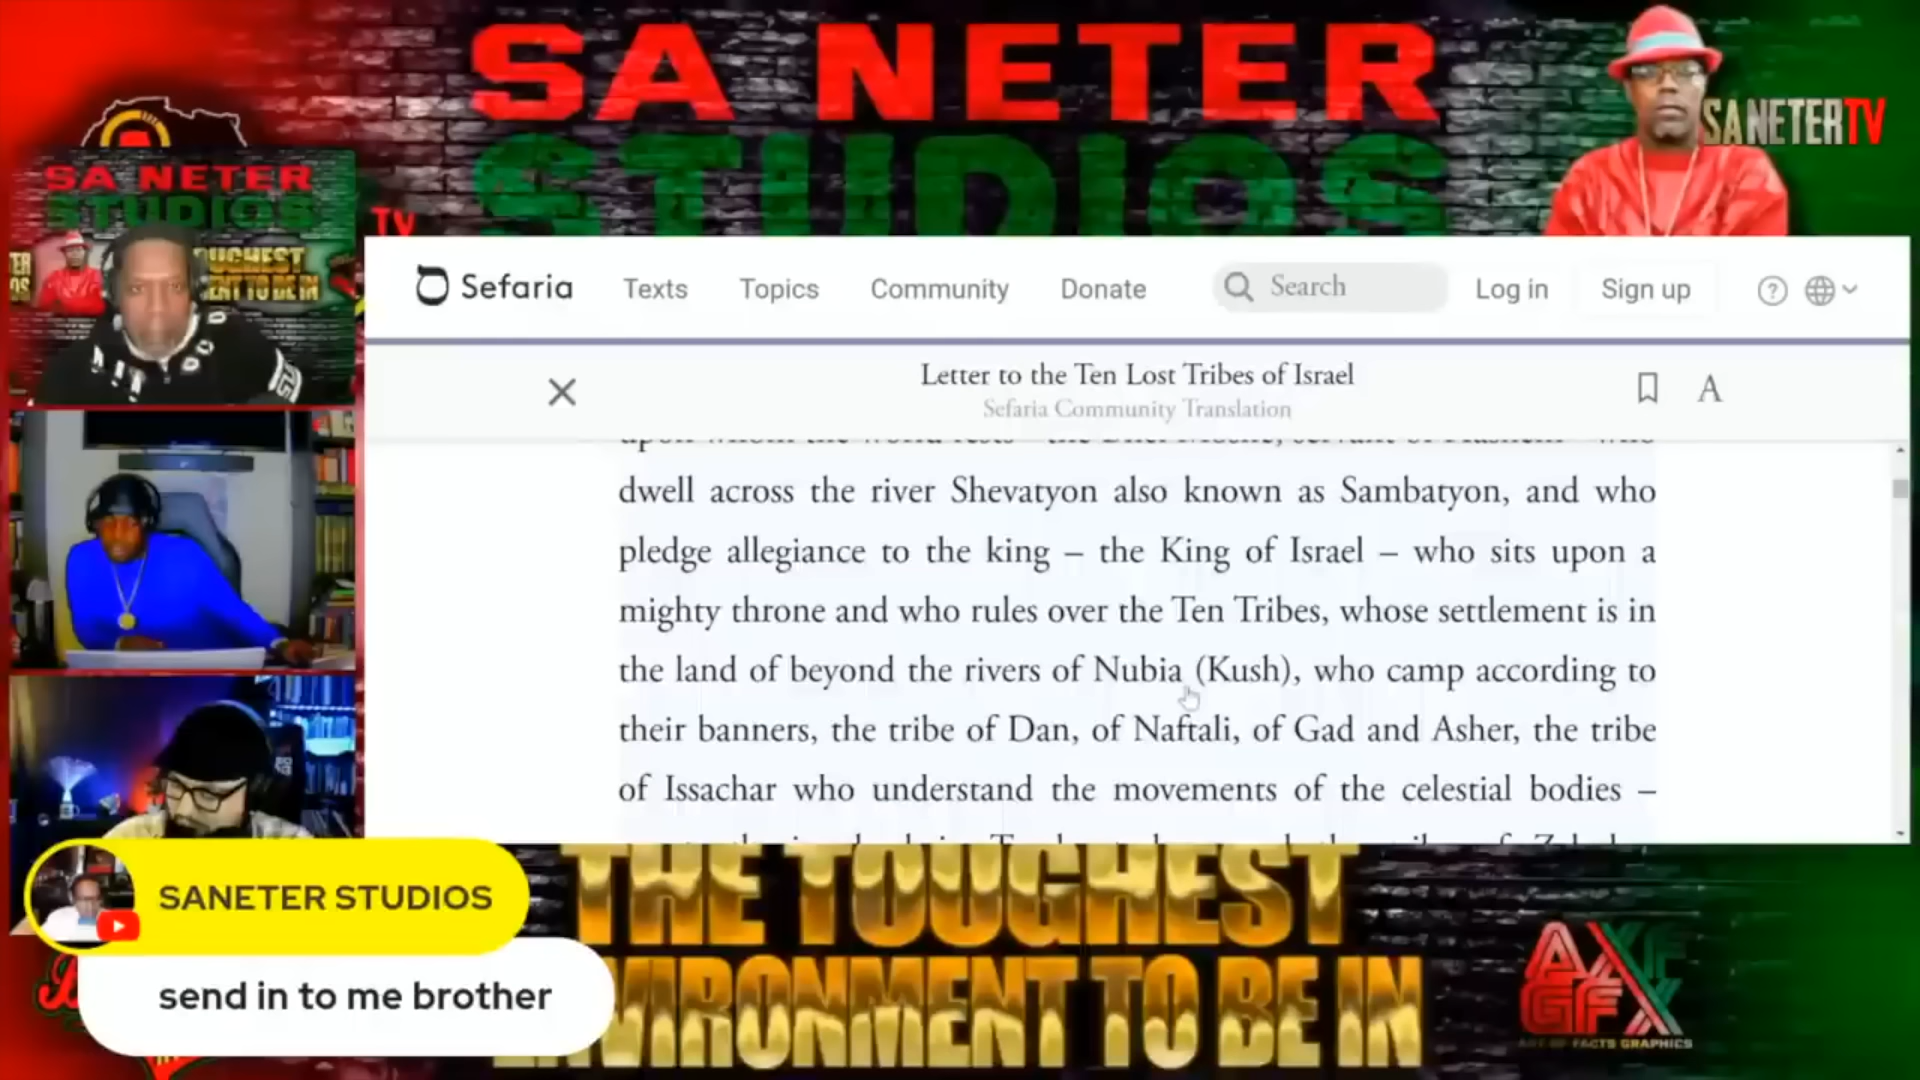 SA NETER
STUDIOS
SANETERTV
SA NETER
STUDIOS
TV
Sefaria
Texts
Topics
Community
Donate
Search
Log in
Sign up
Letter to the Ten Lost Tribes of Israel
Sefaria Community Translation
A
dwell across the river Shevatyon also known as Sambatyon, and who
pledge allegiance to the king – the King of Israel – who sits upon a
mighty throne and who rules over the Ten Tribes, whose settlement is in
the land of beyond the rivers of Nubia (Kush), who camp according to
their banners, the tribe of Dan, of Naftali, of Gad and Asher, the tribe
of Issachar who understand the movements of the celestial bodies –
SANETER STUDIOS
send in to me brother
THE TOUGHEST
ENVIRONMENT TO BE IN
ART OF FACTS GRAPHICS